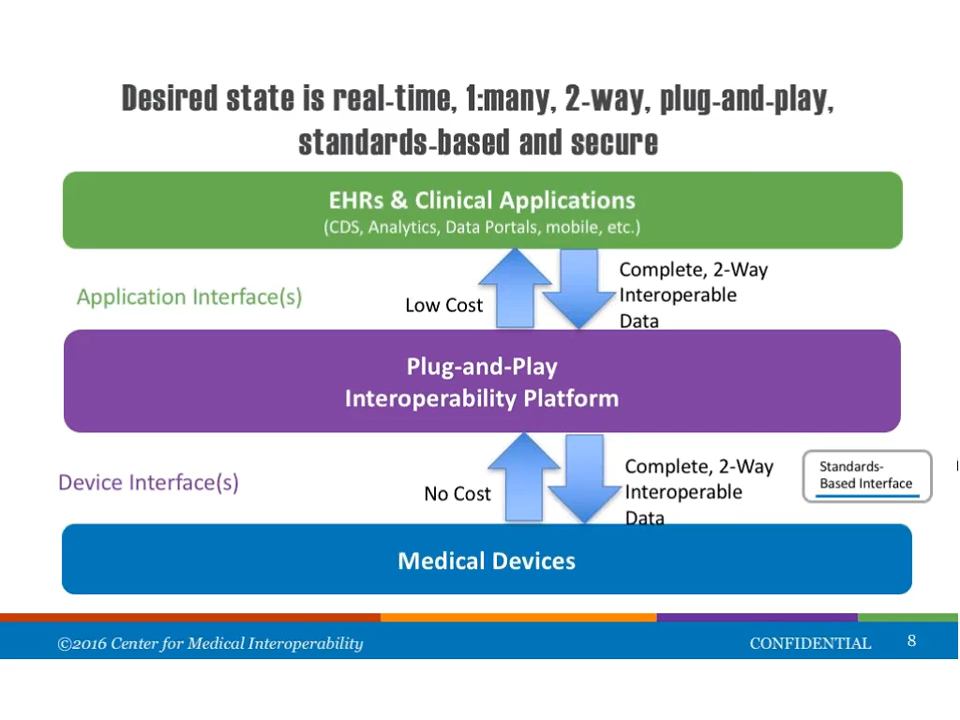 Desired state is real-time, 1:many, 2-way, plug-and-play,
standards-based and secure
EHRs & Clinical Applications
(CDS, Analytics, Data Portals, mobile, etc.)
Application Interface(s)
Low Cost
Complete, 2-Way
Interoperable
Data
Plug-and-Play
Interoperability Platform
Device Interface(s)
No Cost
Complete, 2-Way
Interoperable
Data
Standards-
Based Interface
Medical Devices
©2016 Center for Medical Interoperability
CONFIDENTIAL
8